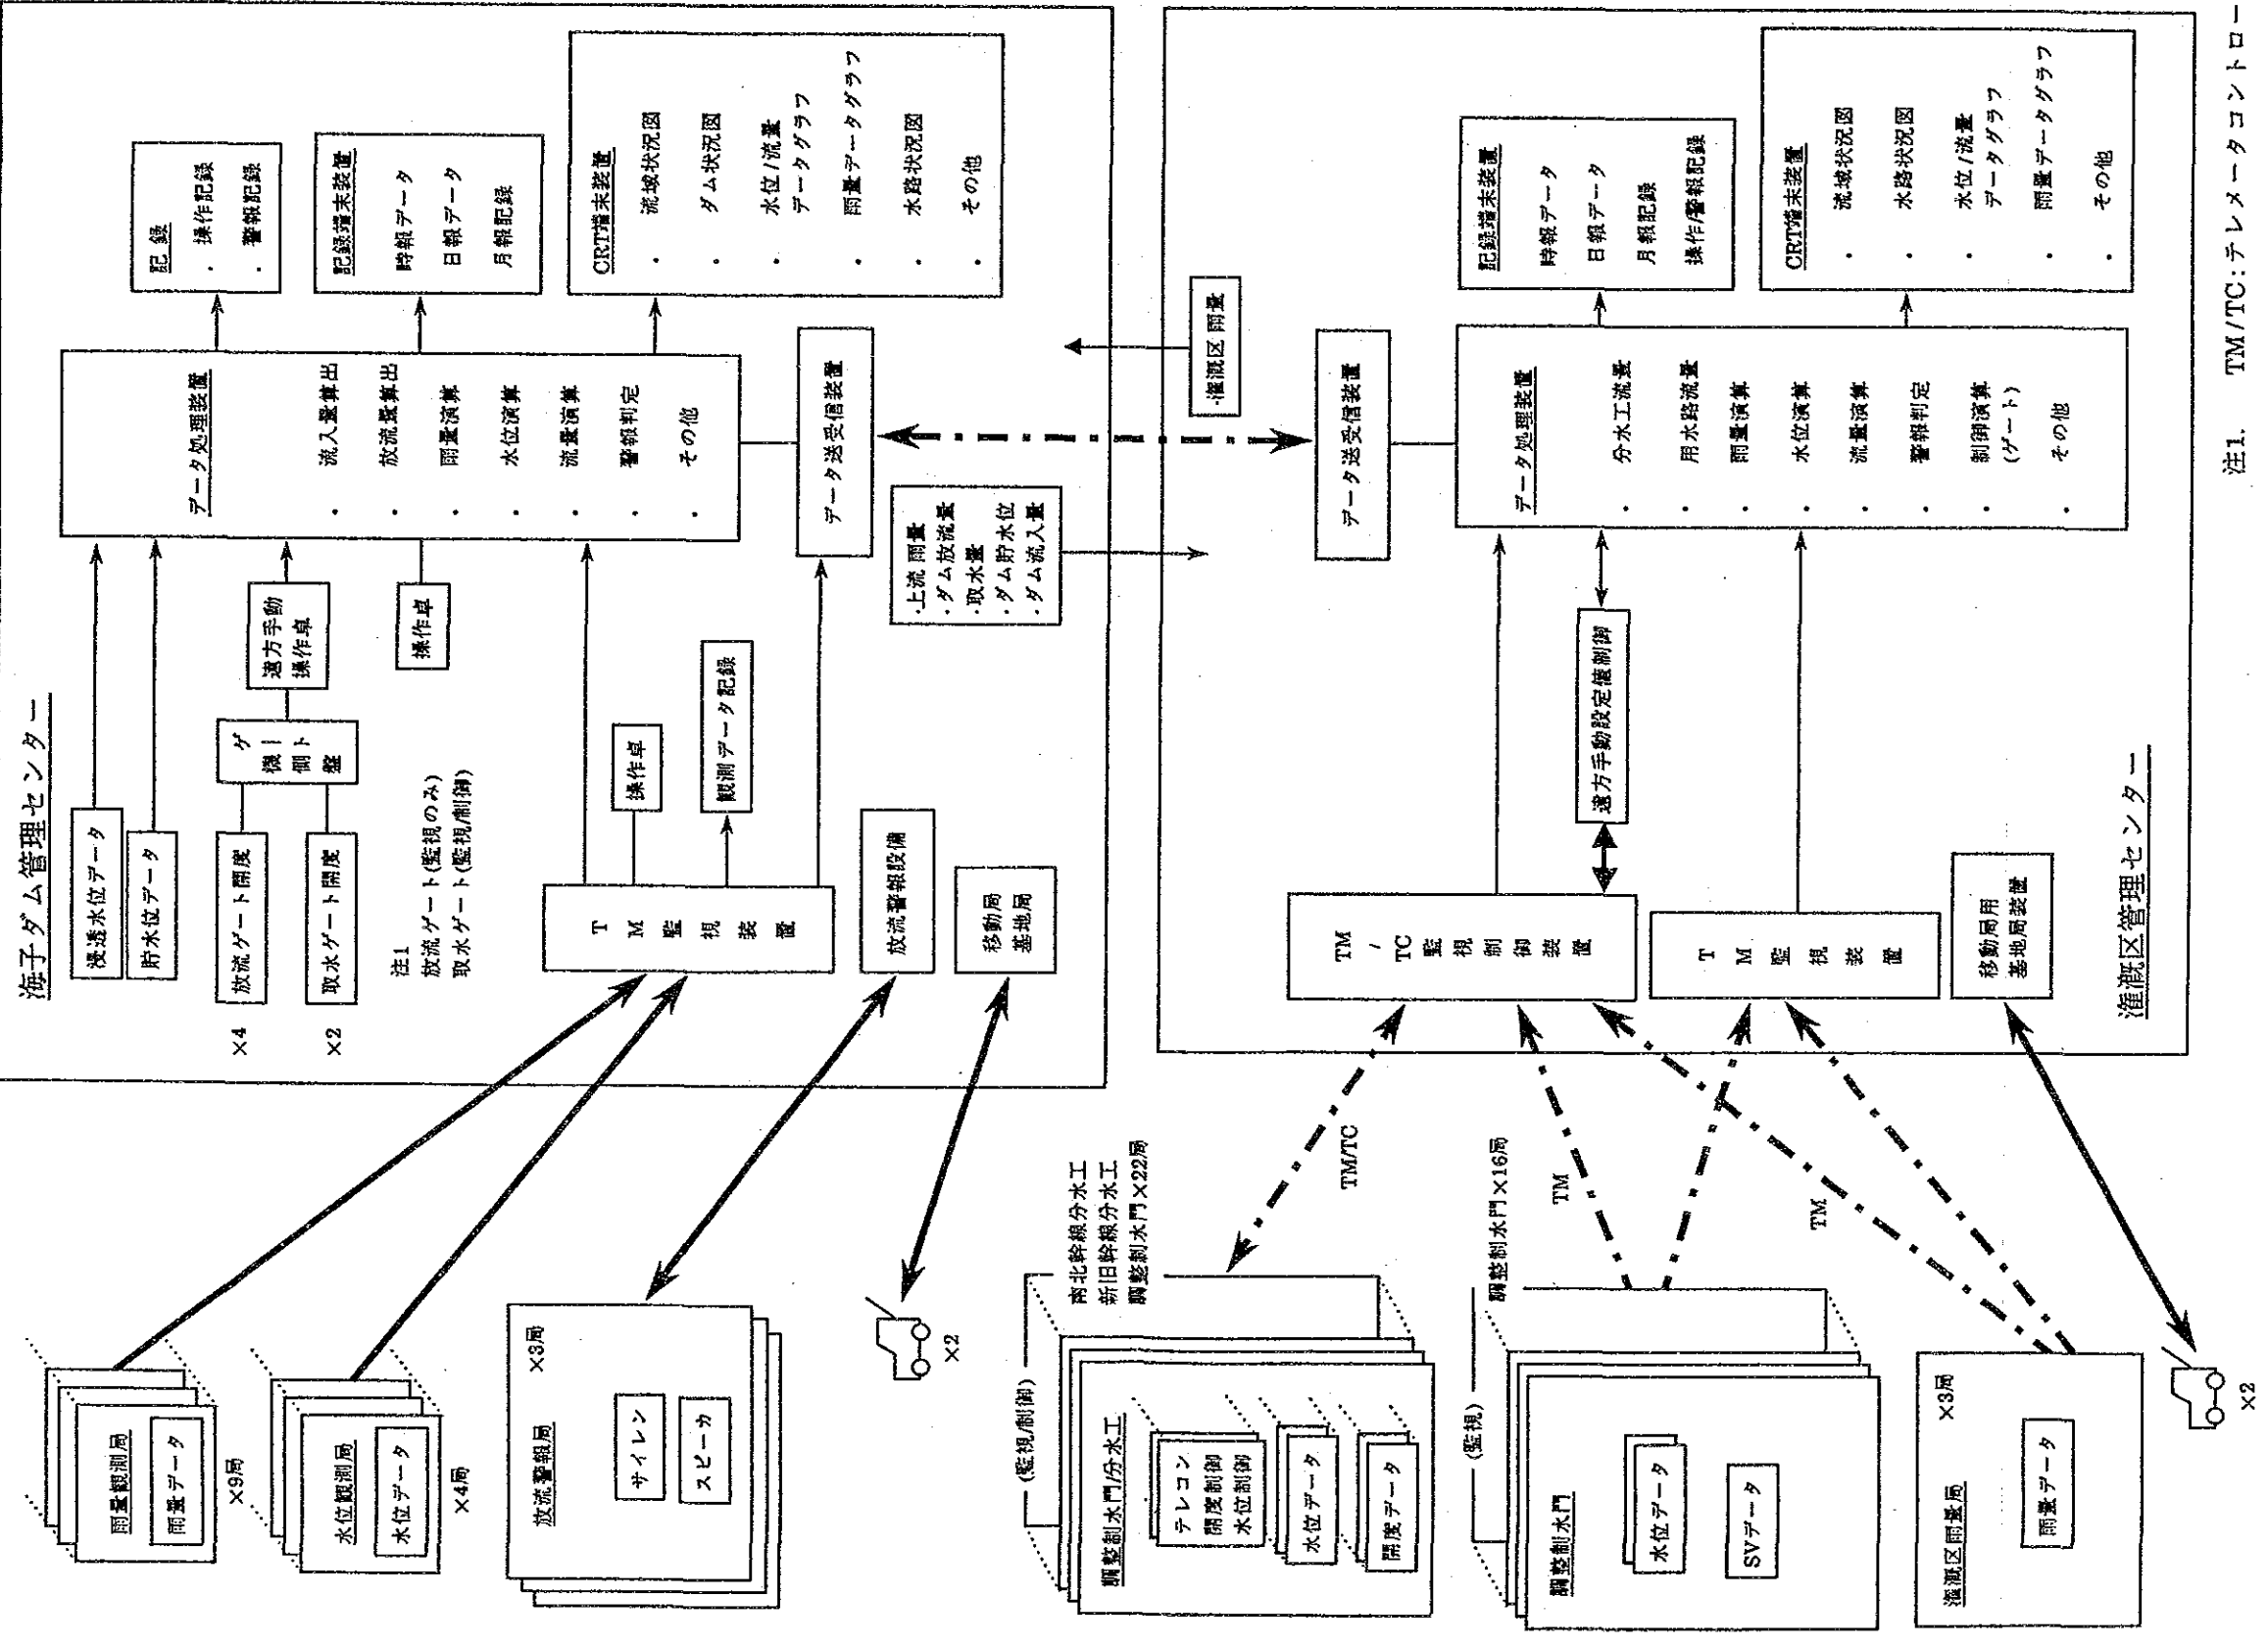 海子ダム管理センター
浸透水位データ
貯水位データ
×4
放流ゲート開度
×2
取水ゲート開度
ゲート
機側盤
遠方手動
操作卓
操作卓
注1
放流ゲート(監視のみ)
取水ゲート(監視/制御)
データ処理装置
・ 流入量算出
・ 放流量算出
・ 雨量演算
・ 水位演算
・ 流量演算
・ 警報判定
・ その他
記 録
・ 操作記録
・ 警報記録
記録端末装置
時報データ
日報データ
月報記録
CRT端末装置
・ 流域状況図
・ ダム状況図
・ 水位/流量
データグラフ
・ 雨量データグラフ
・ 水路状況図
・ その他
TM監視装置
操作卓
観測データ記録
データ送受信装置
放流警報設備
移動局
基地局
雨量観測局
雨量データ
×9局
水位観測局
水位データ
×4局
放流警報局
×3局
サイレン
スピーカ
×2
・上流雨量
・ダム放流量
・取水量
・ダム貯水位
・ダム流入量
・灌漑区 雨量
灌漑区管理センター
データ送受信装置
データ処理装置
・ 分水工流量
・ 用水路流量
・ 雨量演算
・ 水位演算
・ 流量演算
・ 警報判定
・ 制御演算
(ゲート)
・ その他
記録端末装置
時報データ
日報データ
月報記録
操作/警報記録
CRT端末装置
・ 流域状況図
・ 水路状況図
・ 水位/流量
データグラフ
・ 雨量データグラフ
・ その他
遠方手動設定値制御
TM/TC監視制御装置
TM監視装置
移動局用
基地局装置
(監視/制御)
南北幹線分水工
新旧幹線分水工
調整制水門×22局
TM/TC
調整制水門/分水工
テレコン
開度制御
水位制御
水位データ
開度データ
(監視)
調整制水門×16局
TM
調整制水門
水位データ
SVデータ
TM
灌漑区雨量局
×3局
雨量データ
×2
注1. TM/TC:テレメータコントロー